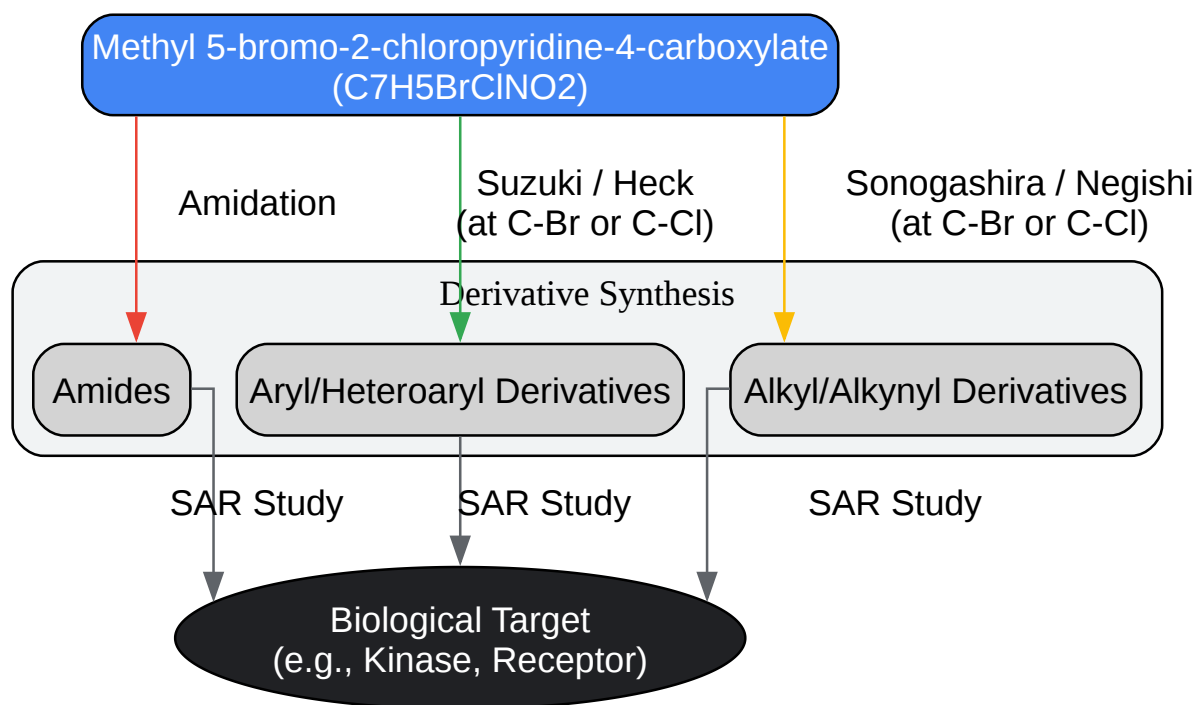 Methyl 5-bromo-2-chloropyridine-4-carboxylate
(C7H5BrClNO2)
Amidation
Suzuki / Heck
(at C-Br or C-Cl)
Sonogashira / Negishi
(at C-Br or C-Cl)
Derivative Synthesis
Amides
Aryl/Heteroaryl Derivatives
Alkyl/Alkynyl Derivatives
SAR Study
SAR Study
SAR Study
Biological Target
(e.g., Kinase, Receptor)